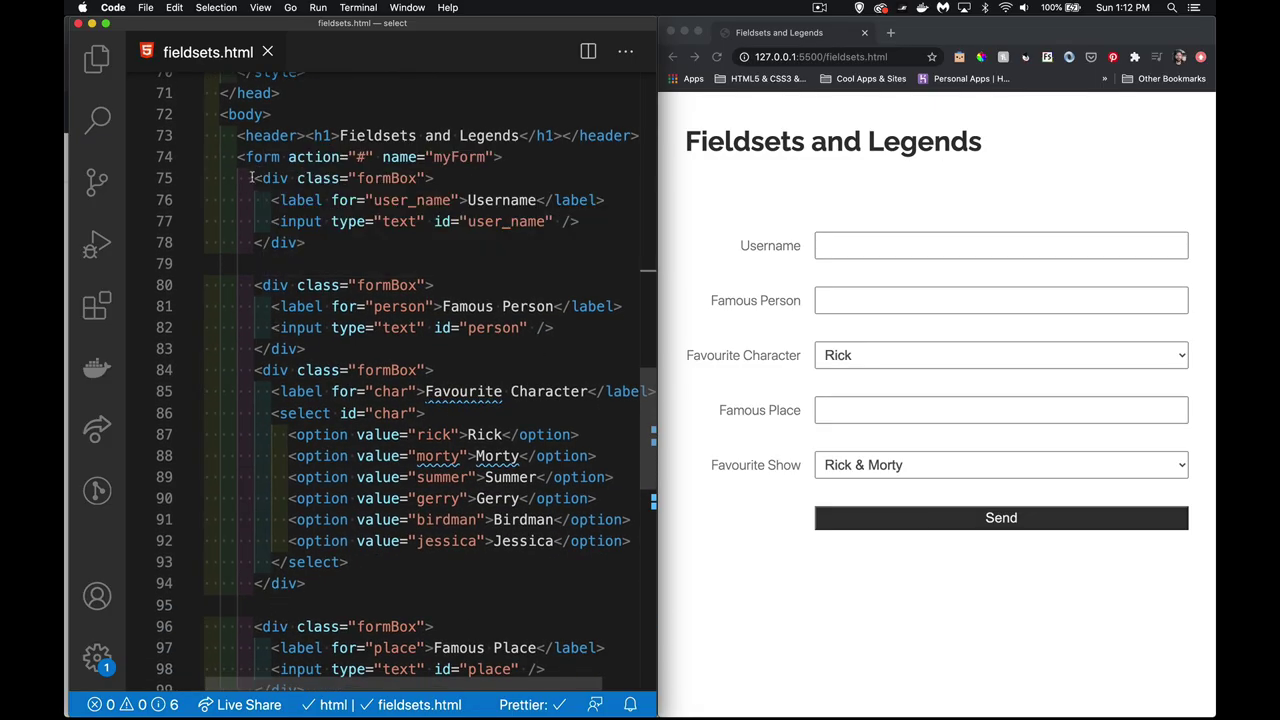 Code File Edit Selection View Go Run Terminal Window Help
100% Sun 1:12 PM
fieldsets.html — select
fieldsets.html
71 </head>
72 <body>
73 <header><h1>Fieldsets and Legends</h1></header>
74 <form action="#" name="myForm">
75 <div class="formBox">
76 <label for="user_name">Username</label>
77 <input type="text" id="user_name" />
78 </div>
79
80 <div class="formBox">
81 <label for="person">Famous Person</label>
82 <input type="text" id="person" />
83 </div>
84 <div class="formBox">
85 <label for="char">Favourite Character</label>
86 <select id="char">
87 <option value="rick">Rick</option>
88 <option value="morty">Morty</option>
89 <option value="summer">Summer</option>
90 <option value="gerry">Gerry</option>
91 <option value="birdman">Birdman</option>
92 <option value="jessica">Jessica</option>
93 </select>
94 </div>
95
96 <div class="formBox">
97 <label for="place">Famous Place</label>
98 <input type="text" id="place" />
1
0 0 6 Live Share html | fieldsets.html Prettier:
Fieldsets and Legends
127.0.0.1:5500/fieldsets.html
Apps HTML5 & CSS3 &... Cool Apps & Sites Personal Apps | H... » Other Bookmarks
Fieldsets and Legends
Username
Famous Person
Favourite Character Rick
Famous Place
Favourite Show Rick & Morty
Send